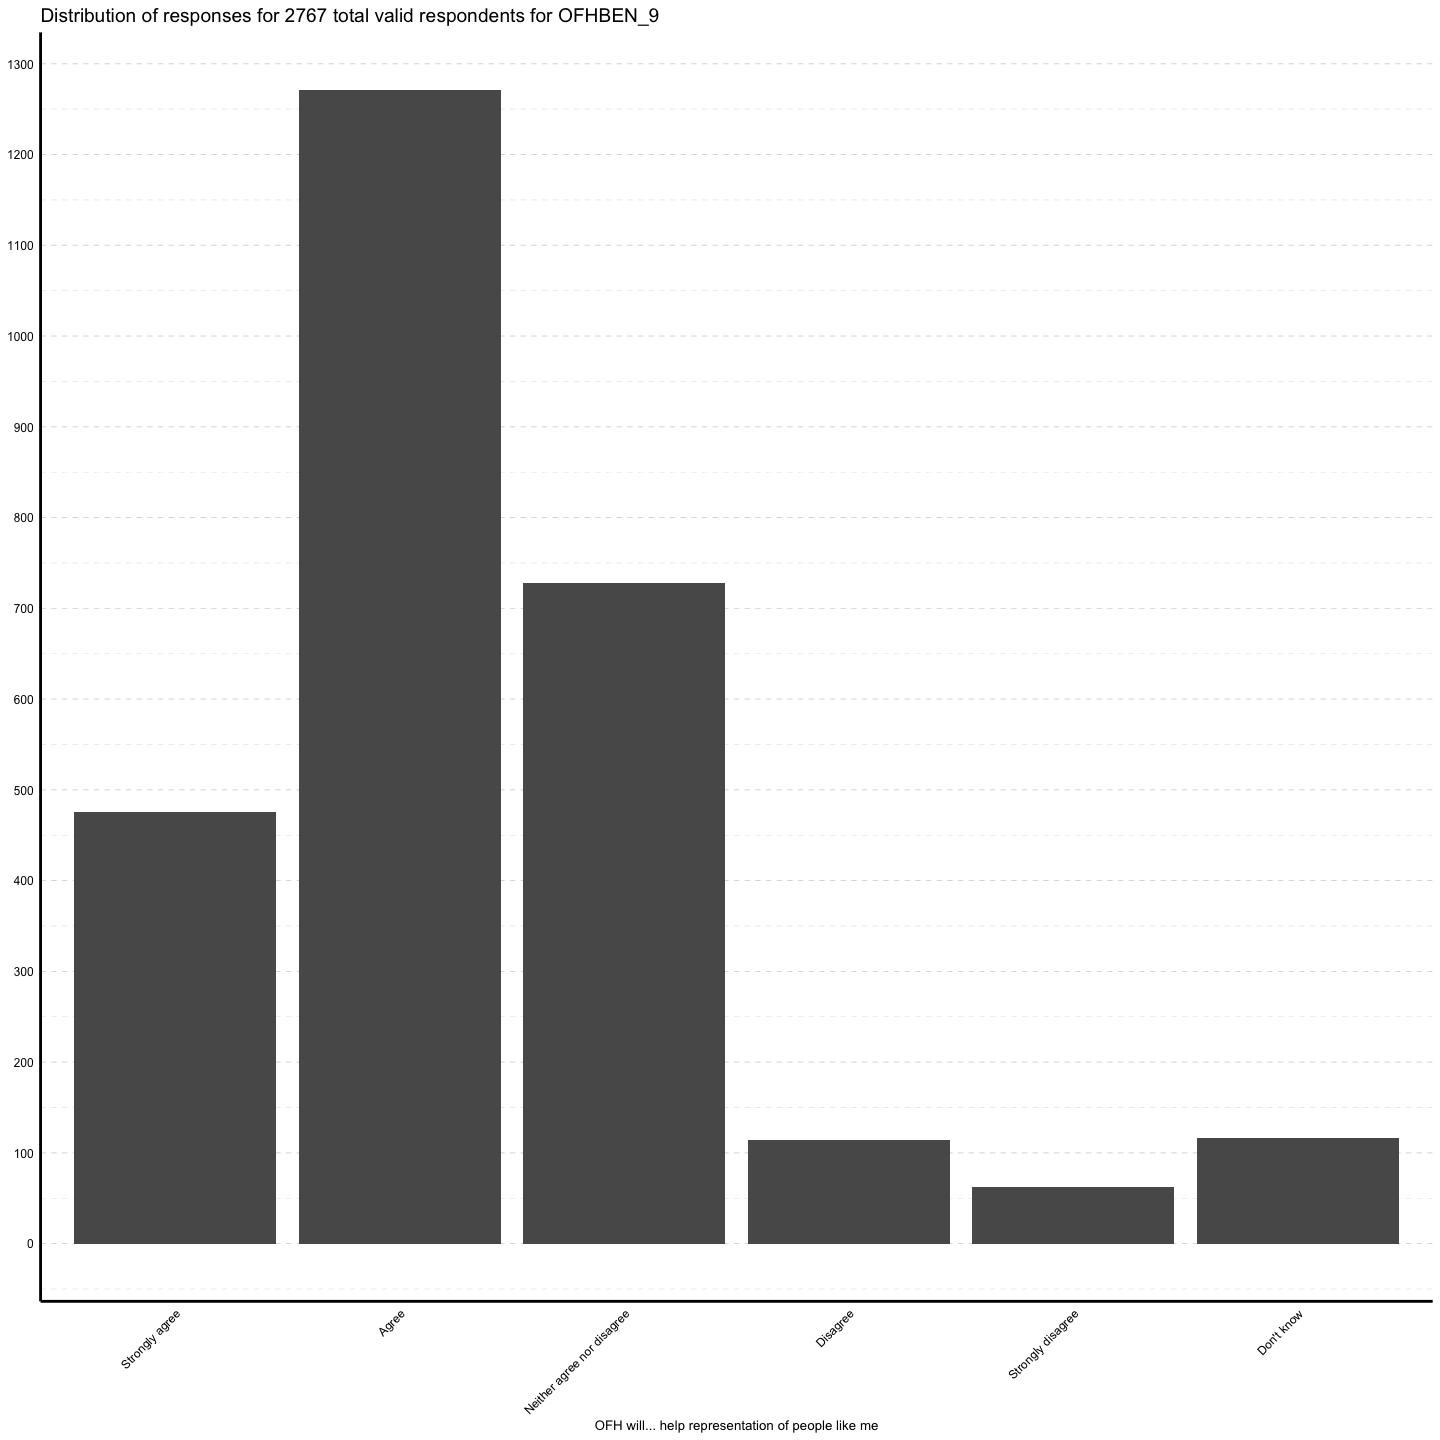 Distribution of responses for 2767 total valid respondents for OFHBEN_9
1300
1200
1100
1000
900
800
700
600
500
400
300
200
100
0
Strongly agree
Agree
Neither agree nor disagree
Disagree
Strongly disagree
Don't know
OFH will... help representation of people like me